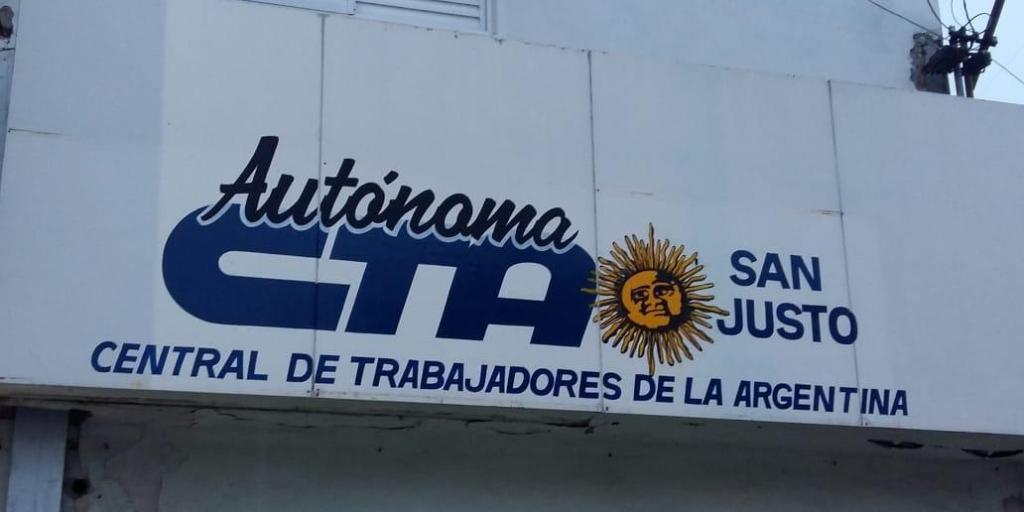 Autónoma
CTA
SAN
JUSTO
CENTRAL DE TRABAJADORES DE LA ARGENTINA